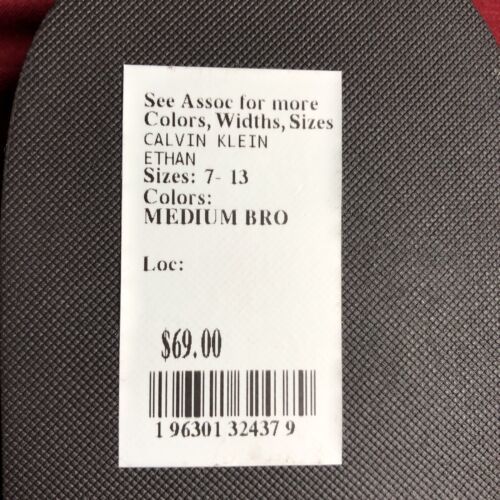 See Assoc for more
Colors, Widths, Sizes
CALVIN KLEIN
ETHAN
Sizes: 7- 13
Colors:
MEDIUM BRO
Loc:
$69.00
1 96301 32437 9